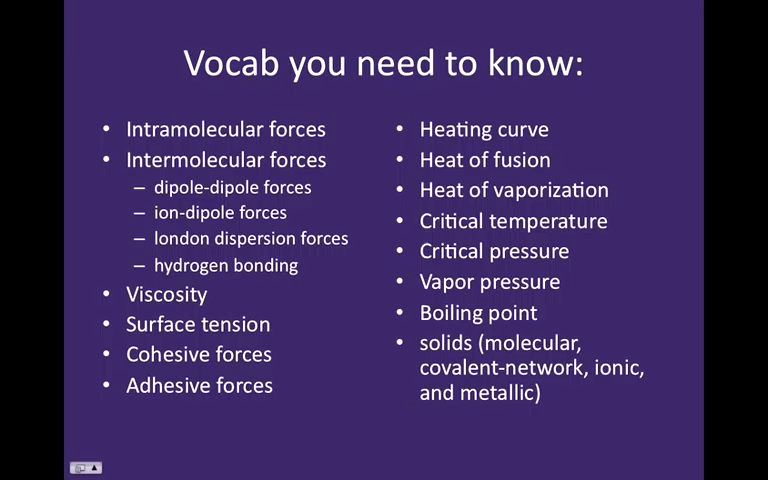 Vocab you need to know:
• Intramolecular forces
• Intermolecular forces
– dipole-dipole forces
– ion-dipole forces
– london dispersion forces
– hydrogen bonding
• Viscosity
• Surface tension
• Cohesive forces
• Adhesive forces
• Heating curve
• Heat of fusion
• Heat of vaporization
• Critical temperature
• Critical pressure
• Vapor pressure
• Boiling point
• solids (molecular,
covalent-network, ionic,
and metallic)